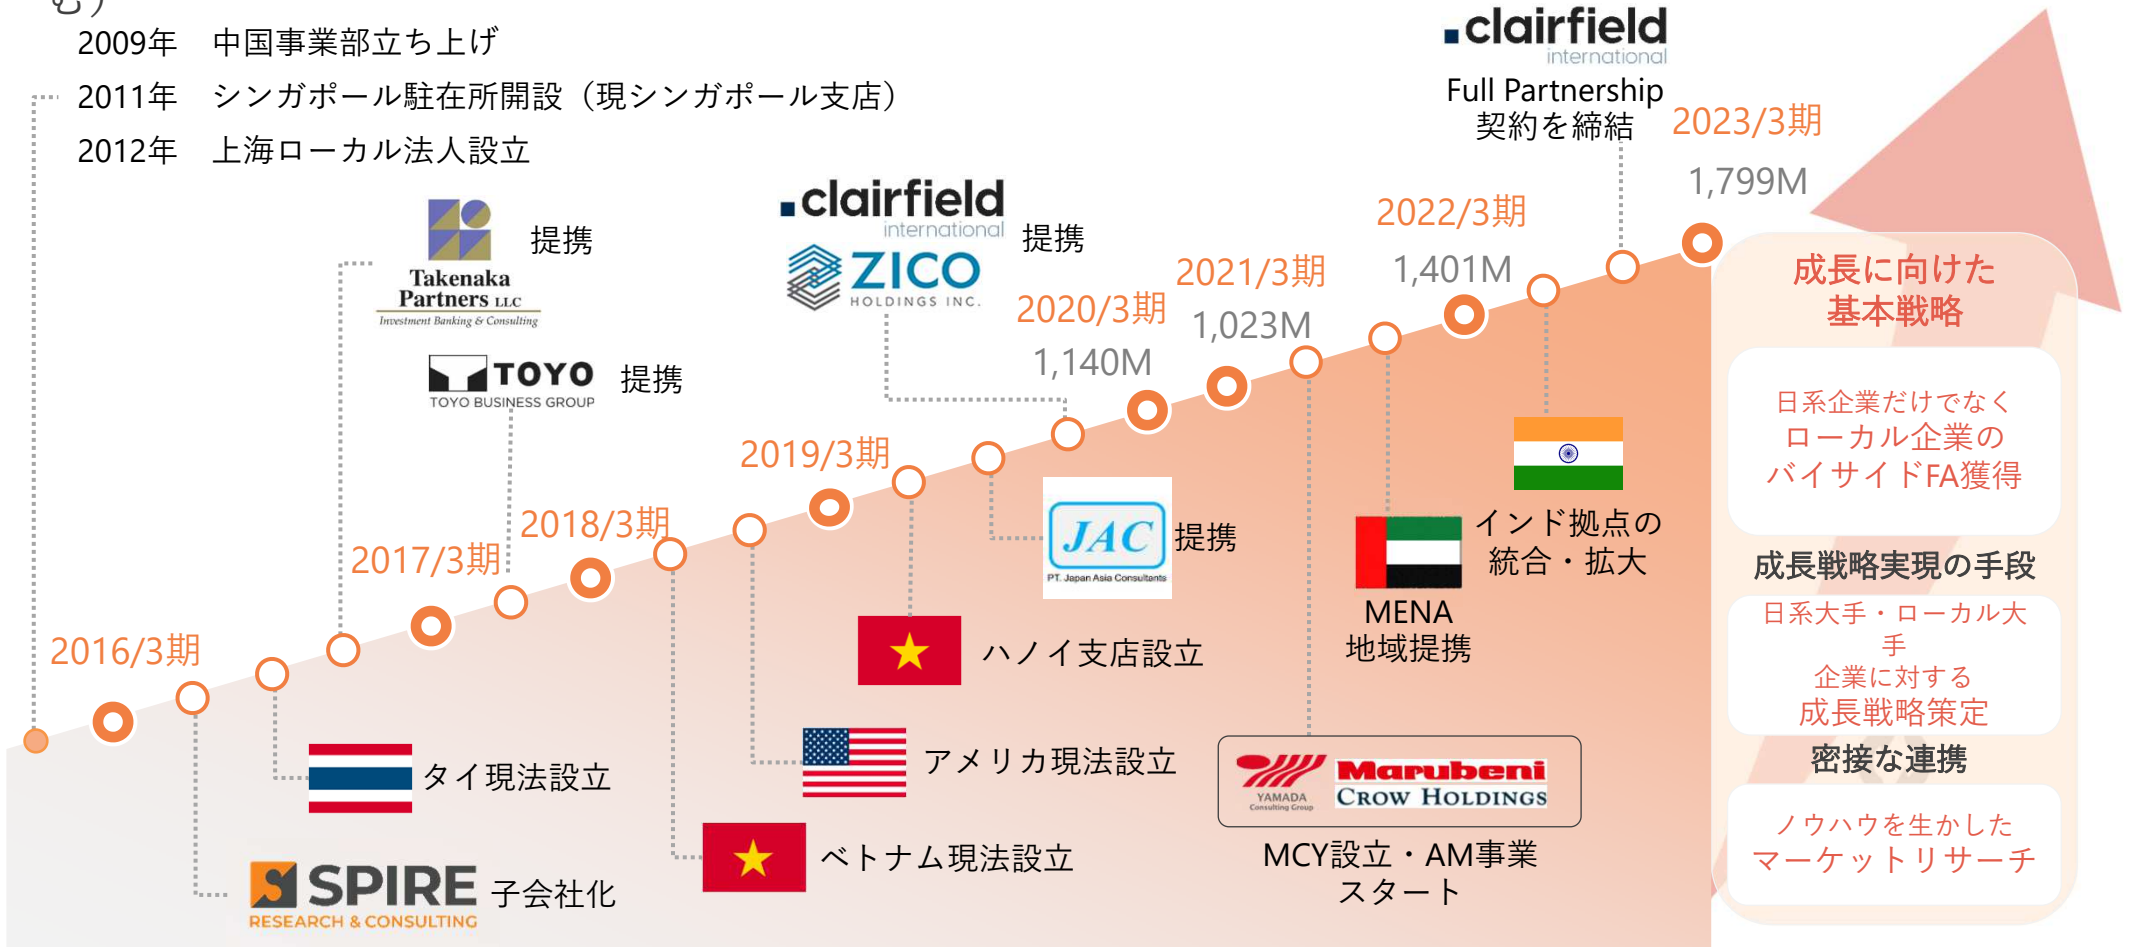 む）
2009年　中国事業部立ち上げ
2011年　シンガポール駐在所開設（現シンガポール支店）
2012年　上海ローカル法人設立
clairfield
international
Full Partnership
契約を締結
2023/3期
1,799M
Takenaka
Partners LLC
Investment Banking & Consulting
提携
TOYO
TOYO BUSINESS GROUP
提携
clairfield
international
ZICO
HOLDINGS INC.
提携
2022/3期
1,401M
2021/3期
1,023M
2020/3期
1,140M
2019/3期
2018/3期
2017/3期
2016/3期
JAC
PT. Japan Asia Consultants
提携
インド拠点の
統合・拡大
MENA
地域提携
ハノイ支店設立
アメリカ現法設立
タイ現法設立
ベトナム現法設立
SPIRE
RESEARCH & CONSULTING
子会社化
YAMADA
Consulting Group
Marubeni
CROW HOLDINGS
MCY設立・AM事業
スタート
成長に向けた
基本戦略
日系企業だけでなく
ローカル企業の
バイサイドFA獲得
成長戦略実現の手段
日系大手・ローカル大
手
企業に対する
成長戦略策定
密接な連携
ノウハウを生かした
マーケットリサーチ